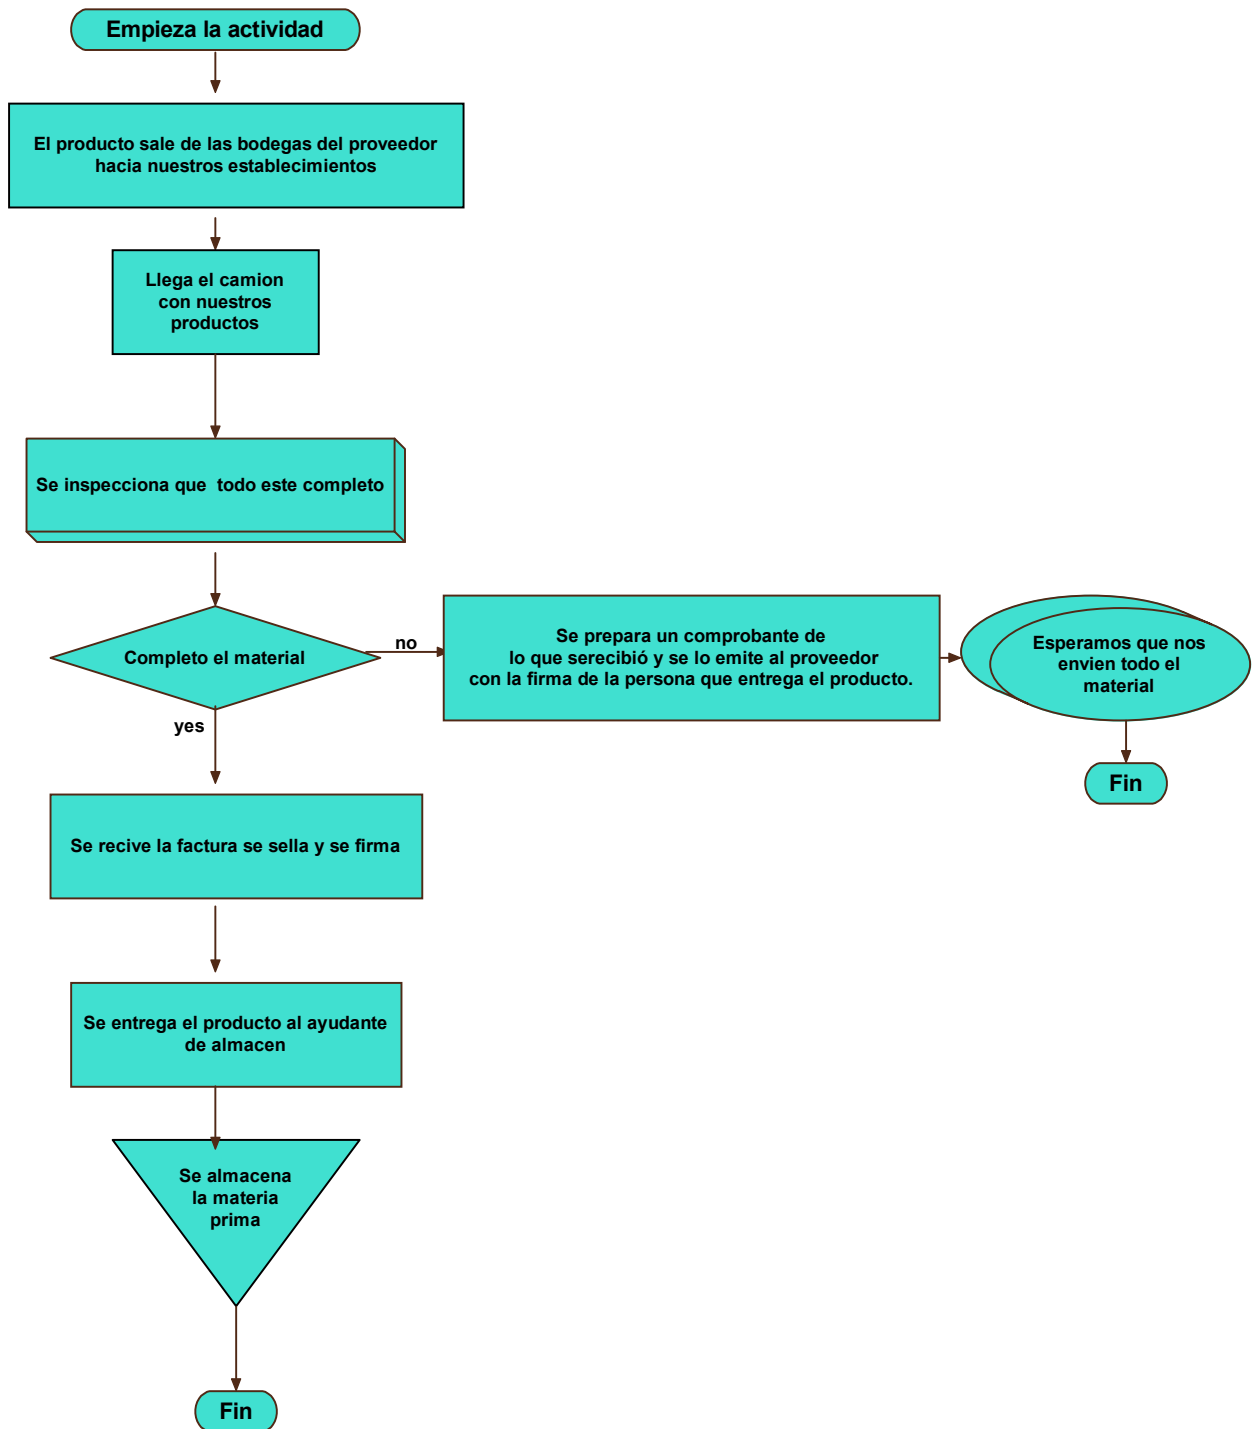 Empieza la actividad
El producto sale de las bodegas del proveedor
hacia nuestros establecimientos
Llega el camion
con nuestros
productos
Se inspecciona que  todo este completo
Completo el material
no
Se prepara un comprobante de
lo que serecibió y se lo emite al proveedor
con la firma de la persona que entrega el producto.
Esperamos que nos
envien todo el
material
Fin
yes
Se recive la factura se sella y se firma
Se entrega el producto al ayudante
de almacen
Se almacena
la materia
prima
Fin